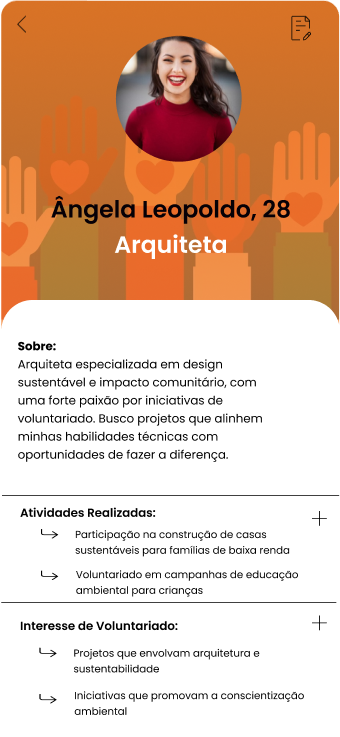 Ângela Leopoldo, 28
Arquiteta
Sobre:
Arquiteta especializada em design
sustentável e impacto comunitário, com
uma forte paixão por iniciativas de
voluntariado. Busco projetos que alinhem
minhas habilidades técnicas com
oportunidades de fazer a diferença.
Atividades Realizadas:
Participação na construção de casas
sustentáveis para famílias de baixa renda
Voluntariado em campanhas de educação
ambiental para crianças
Interesse de Voluntariado:
Projetos que envolvam arquitetura e
sustentabilidade
Iniciativas que promovam a conscientização
ambiental